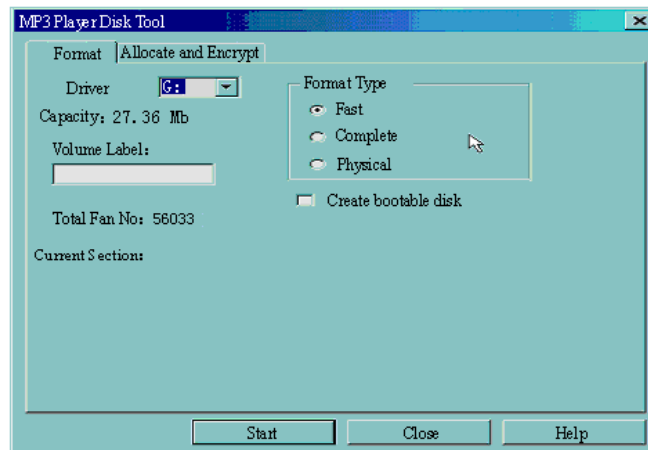 MP3 Player Disk Tool
Format
Allocate and Encrypt
Driver
G:
Capacity: 27.36 Mb
Volume Label:
Total Fan No: 56033
Current Section:
Format Type
Fast
Complete
Physical
Create bootable disk
Start
Close
Help